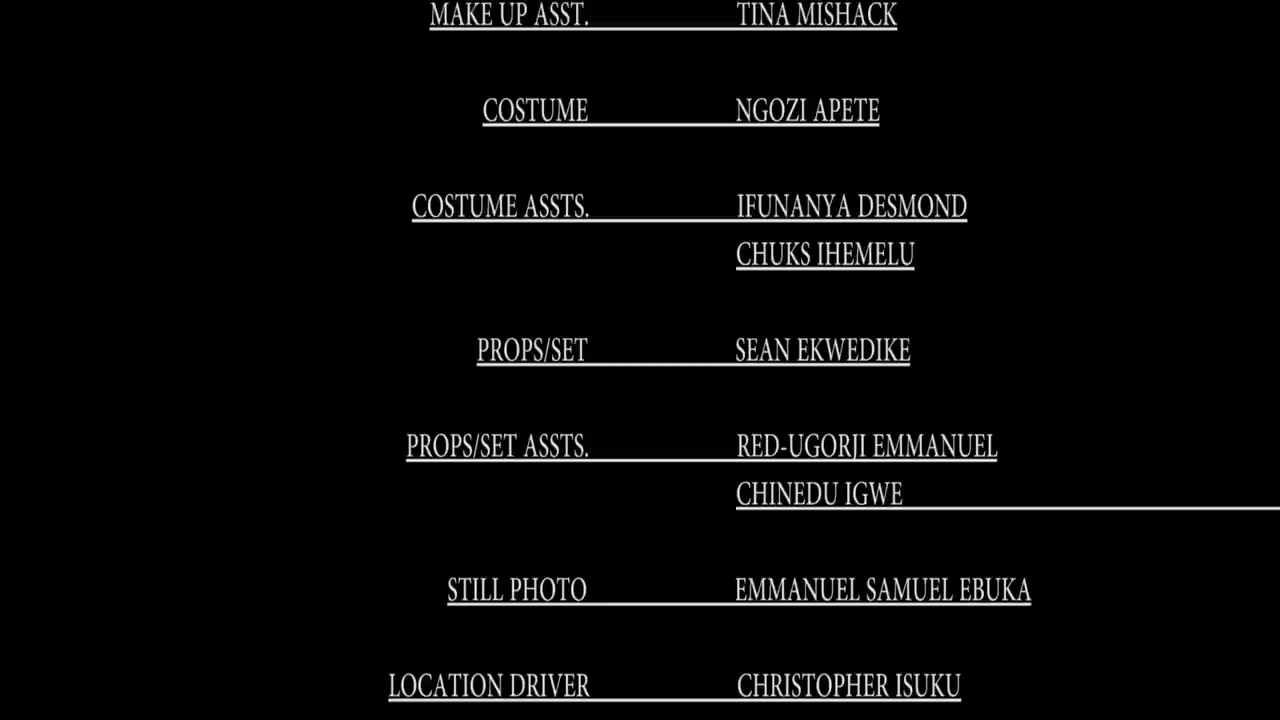 MAKE UP ASST. TINA MISHACK
COSTUME NGOZI APETE
COSTUME ASSTS. IFUNANYA DESMOND
CHUKS IHEMELU
PROPS/SET SEAN EKWEDIKE
PROPS/SET ASSTS. RED-UGORJI EMMANUEL
CHINEDU IGWE
STILL PHOTO EMMANUEL SAMUEL EBUKA
LOCATION DRIVER CHRISTOPHER ISUKU